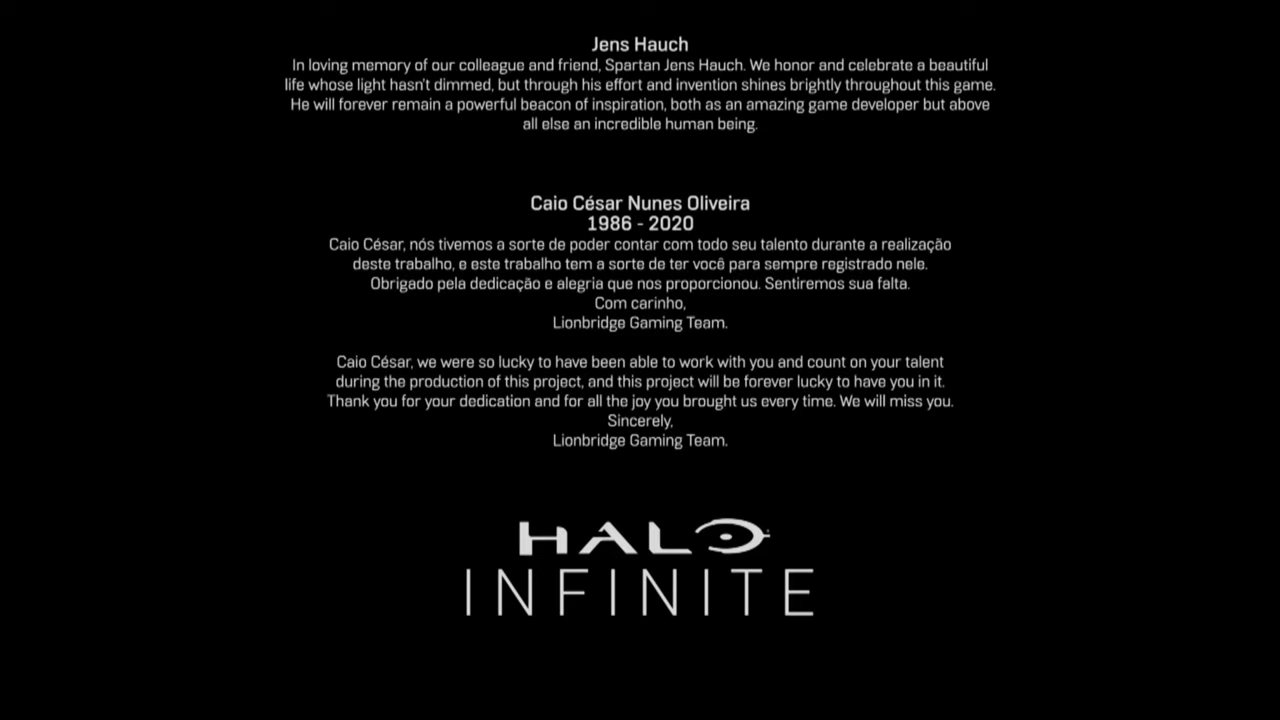 Jens Hauch
In loving memory of our colleague and friend, Spartan Jens Hauch. We honor and celebrate a beautiful
life whose light hasn't dimmed, but through his effort and invention shines brightly throughout this game.
He will forever remain a powerful beacon of inspiration, both as an amazing game developer but above
all else an incredible human being.
Caio César Nunes Oliveira
1986 - 2020
Caio César, nós tivemos a sorte de poder contar com todo seu talento durante a realização
deste trabalho, e este trabalho tem a sorte de ter você para sempre registrado nele.
Obrigado pela dedicação e alegria que nos proporcionou. Sentiremos sua falta.
Com carinho,
Lionbridge Gaming Team.
Caio César, we were so lucky to have been able to work with you and count on your talent
during the production of this project, and this project will be forever lucky to have you in it.
Thank you for your dedication and for all the joy you brought us every time. We will miss you.
Sincerely,
Lionbridge Gaming Team.
HALO
INFINITE